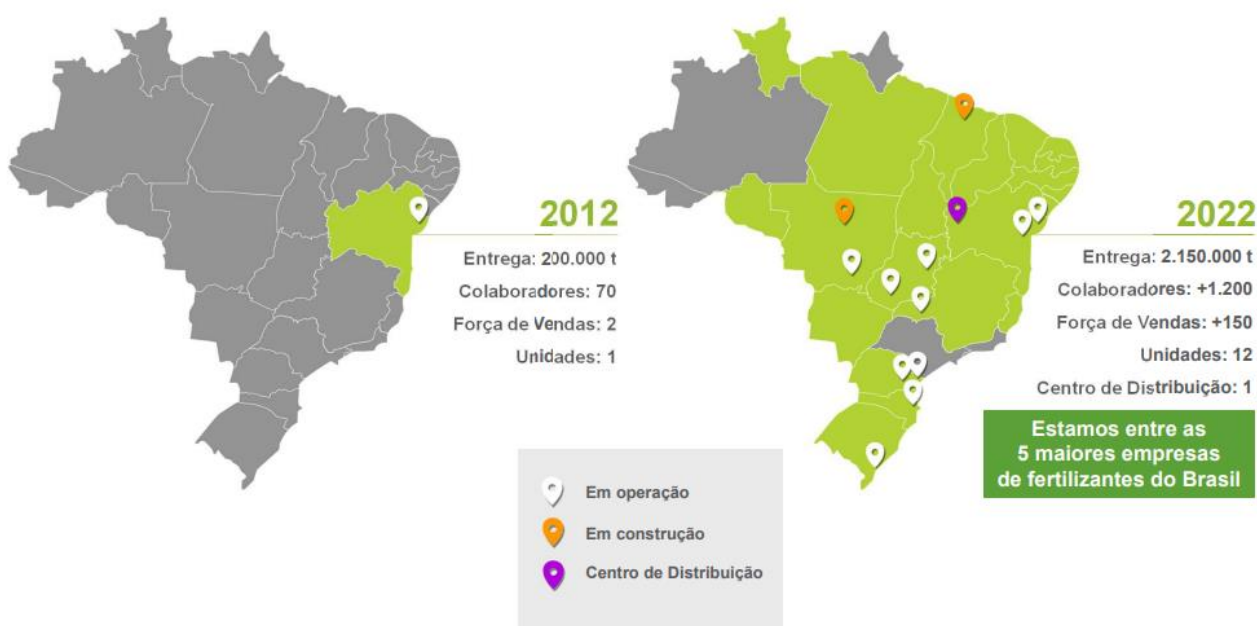 2012
Entrega: 200.000 t
Colaboradores: 70
Força de Vendas: 2
Unidades: 1
2022
Entrega: 2.150.000 t
Colaboradores: +1.200
Força de Vendas: +150
Unidades: 12
Centro de Distribuição: 1
Estamos entre as
5 maiores empresas
de fertilizantes do Brasil
Em operação
Em construção
Centro de Distribuição